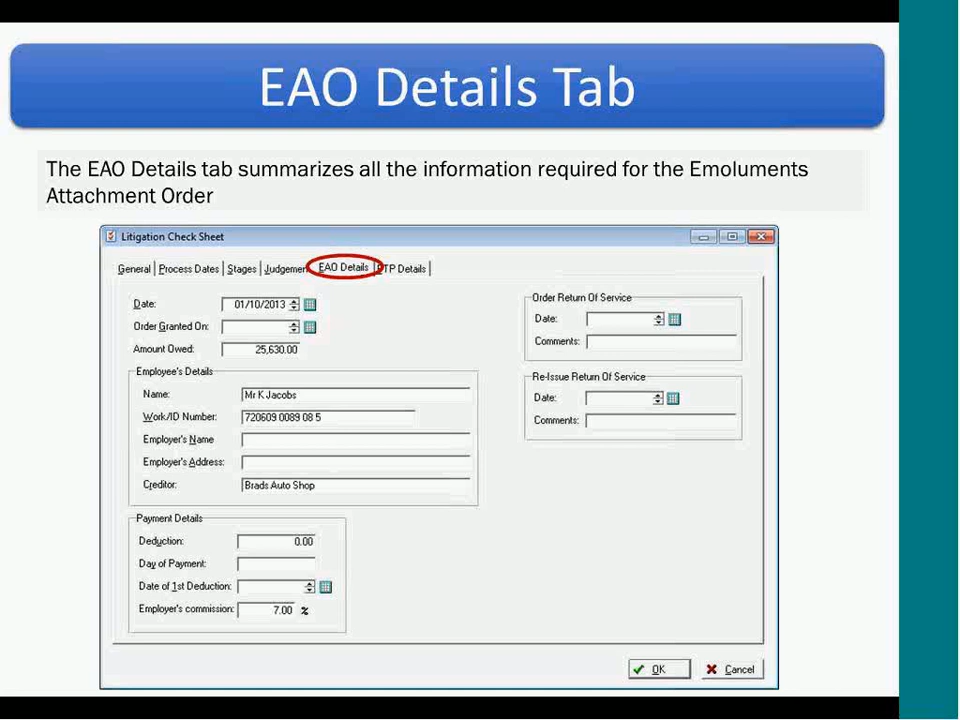 EAO Details Tab
The EAO Details tab summarizes all the information required for the Emoluments
Attachment Order
Litigation Check Sheet
General Process Dates Stages Judgement EAO Details ETP Details
Date: 01/10/2013
Order Granted On:
Amount Owed: 25,630.00
Employee's Details
Name: Mr K Jacobs
Work/ID Number: 720609 0089 08 5
Employer's Name
Employer's Address:
Creditor: Brads Auto Shop
Payment Details
Deduction: 0.00
Day of Payment:
Date of 1st Deduction:
Employer's commission: 7.00 %
Order Return Of Service
Date:
Comments:
Re-Issue Return Of Service
Date:
Comments:
OK Cancel